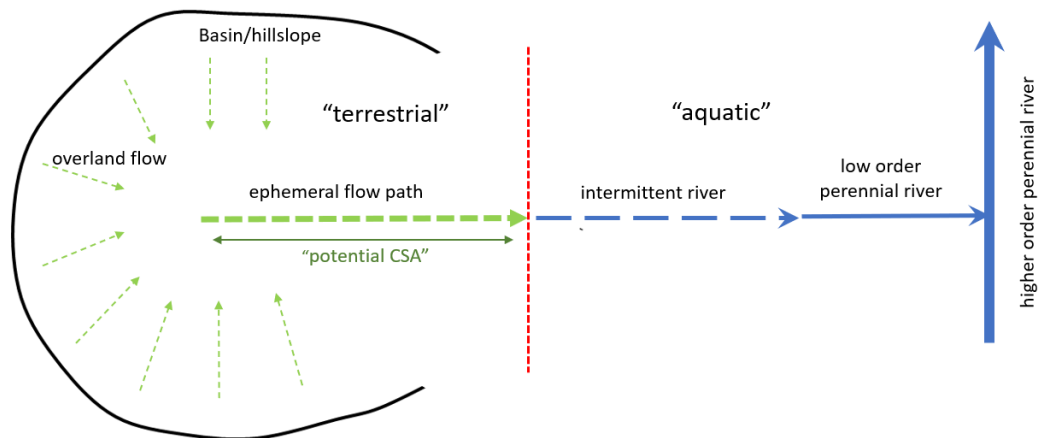 Basin/hillslope
“terrestrial”
“aquatic”
overland flow
ephemeral flow path
intermittent river
low order
perennial river
“potential CSA”
higher order perennial river